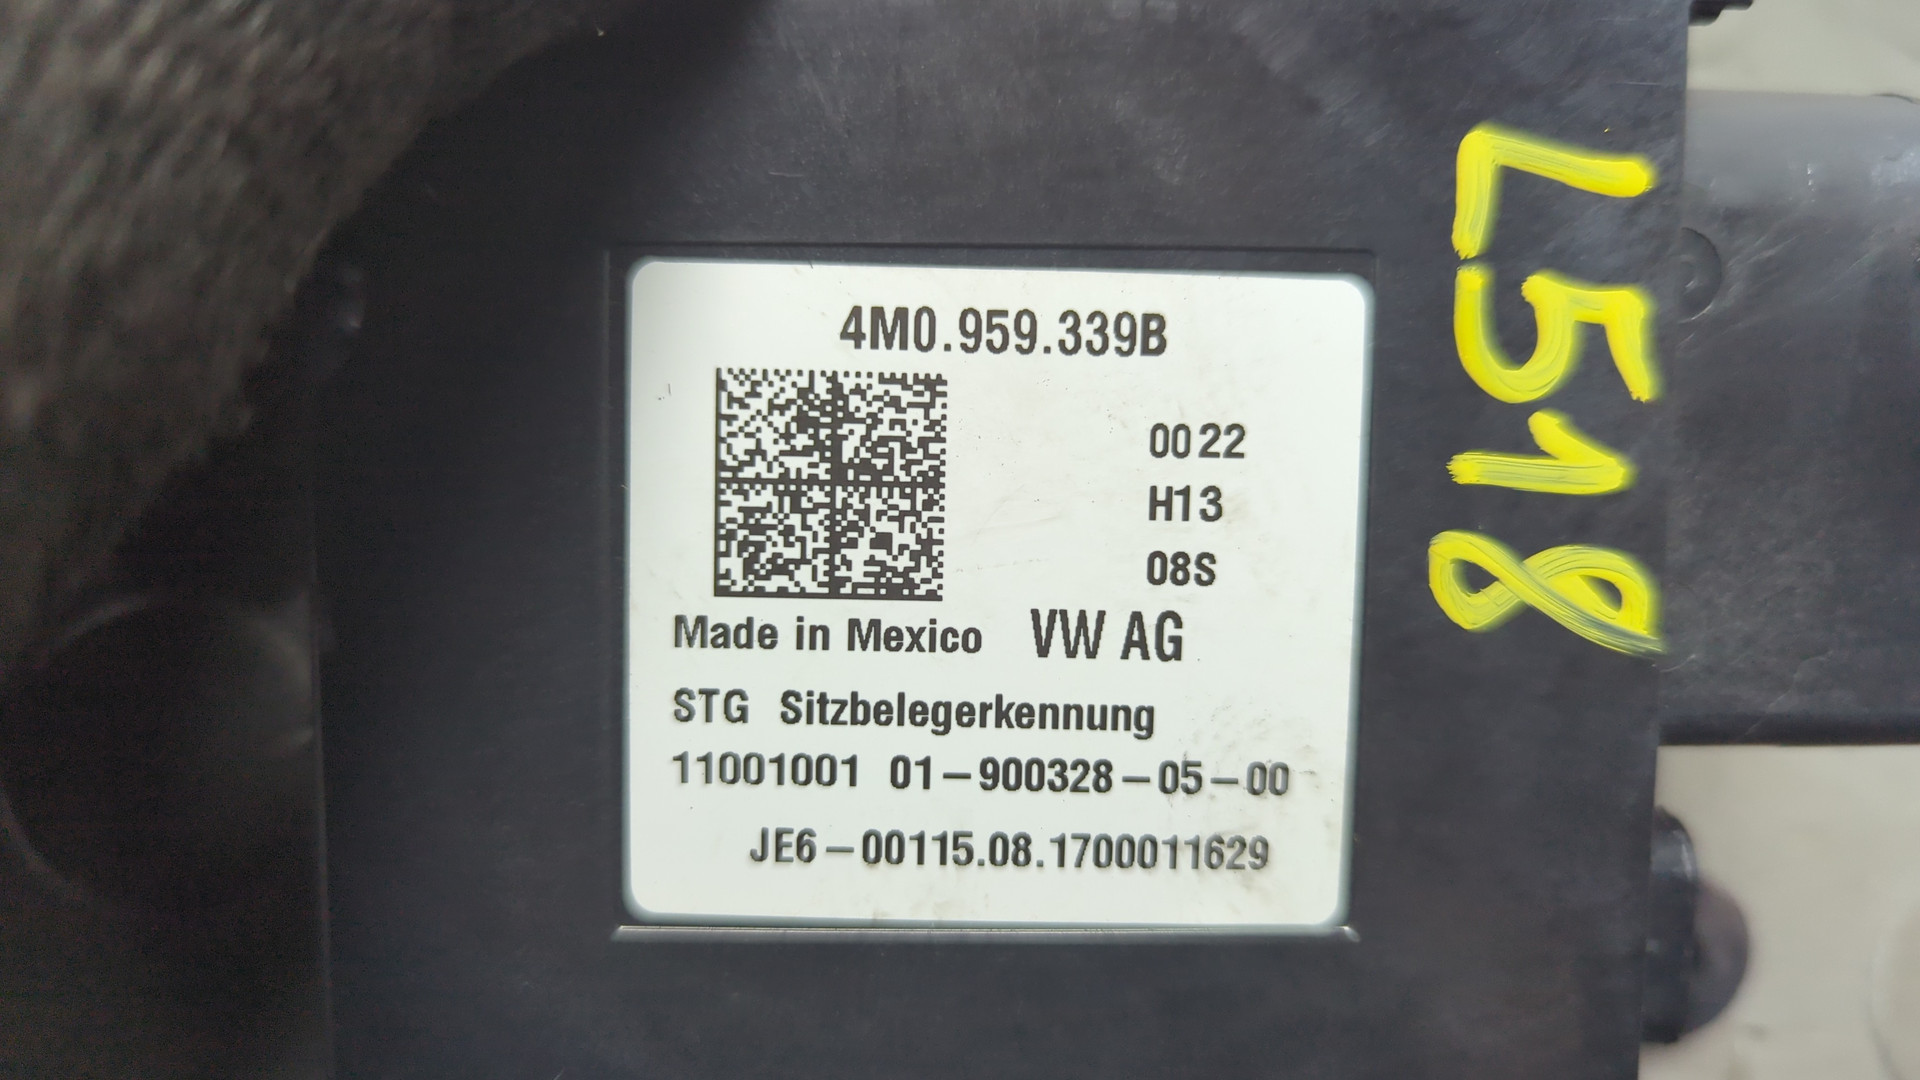 4M0.959.339B
0022
H13
08S
Made in Mexico VW AG
STG Sitzbelegerkennung
11001001 01-900328-05-00
JE6-00115.08.1700011629
L518